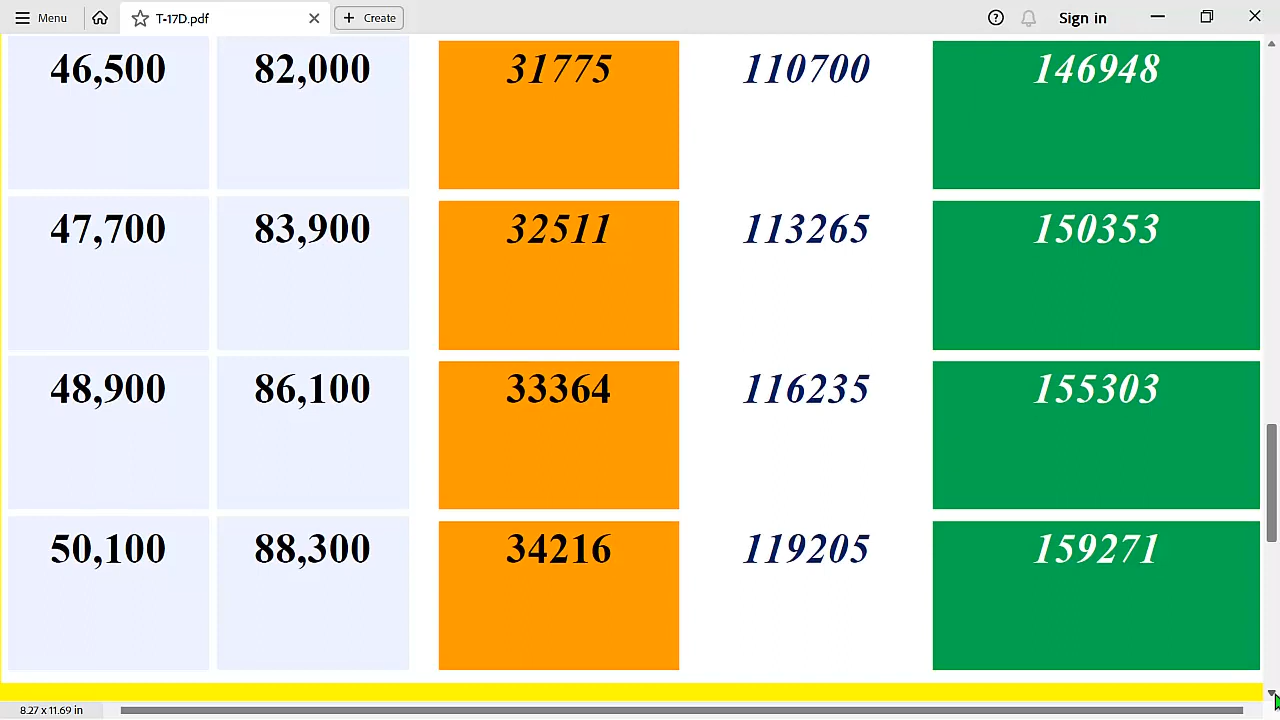 Menu T-17D.pdf Create Sign in
46,500 82,000 31775 110700 146948
47,700 83,900 32511 113265 150353
48,900 86,100 33364 116235 155303
50,100 88,300 34216 119205 159271
8.27 x 11.69 in